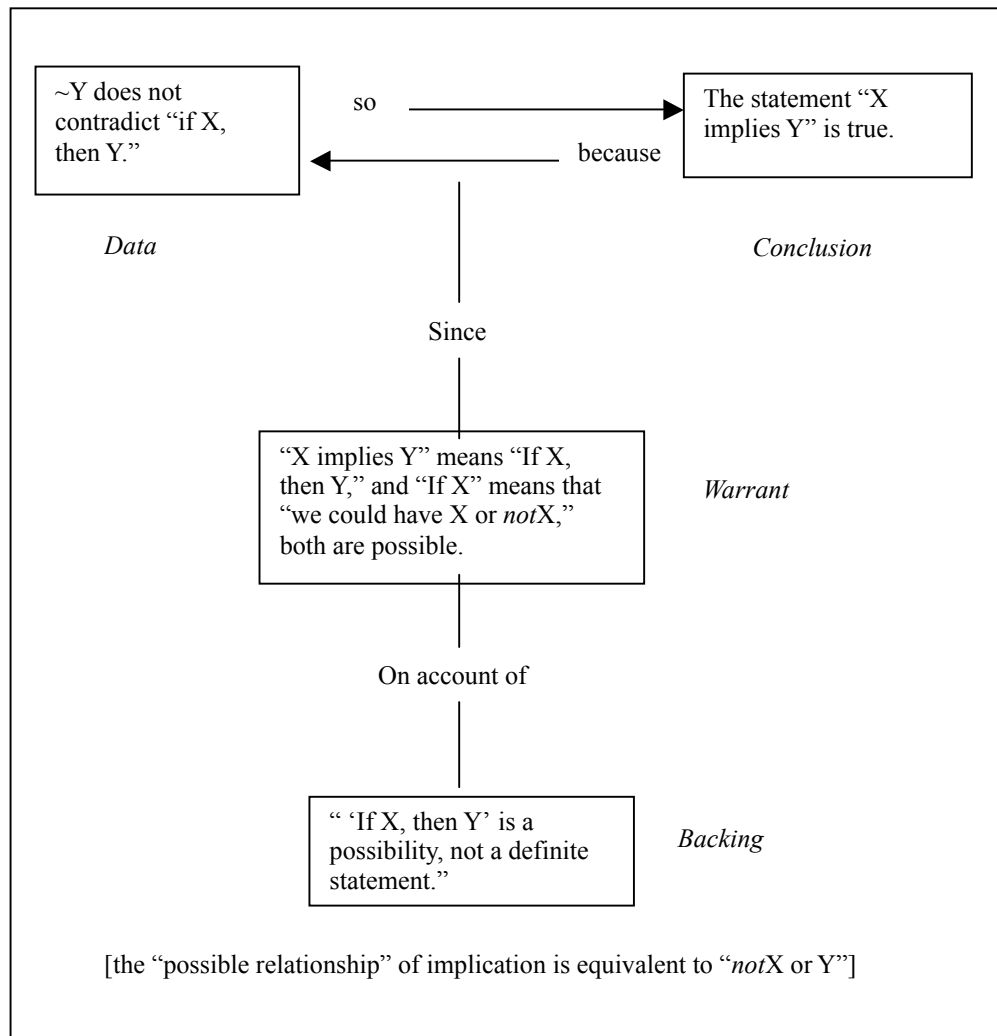 ~Y does not
contradict “if X,
then Y.”
so
The statement “X
implies Y” is true.
because
Data
Conclusion
Since
“X implies Y” means “If X,
then Y,” and “If X” means that
“we could have X or notX,”
both are possible.
Warrant
On account of
“ ‘If X, then Y’ is a
possibility, not a definite
statement.”
Backing
[the “possible relationship” of implication is equivalent to “notX or Y”]